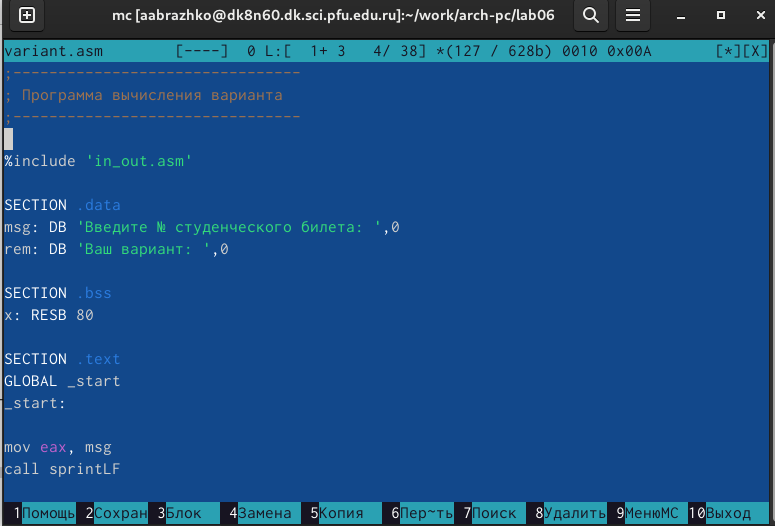 mc [aabrazhko@dk8n60.dk.sci.pfu.edu.ru]:~/work/arch-pc/lab06
variant.asm [----] 0 L:[ 1+ 3 4/ 38] *(127 / 628b) 0010 0x00A [*][X]
;--------------------------------
; Программа вычисления варианта
;--------------------------------
%include 'in_out.asm'
SECTION .data
msg: DB 'Введите № студенческого билета: ',0
rem: DB 'Ваш вариант: ',0
SECTION .bss
x: RESB 80
SECTION .text
GLOBAL _start
_start:
mov eax, msg
call sprintLF
1Помощь 2Сохран 3Блок 4Замена 5Копия 6Пер~ть 7Поиск 8Удалить 9МенюMC 10Выход